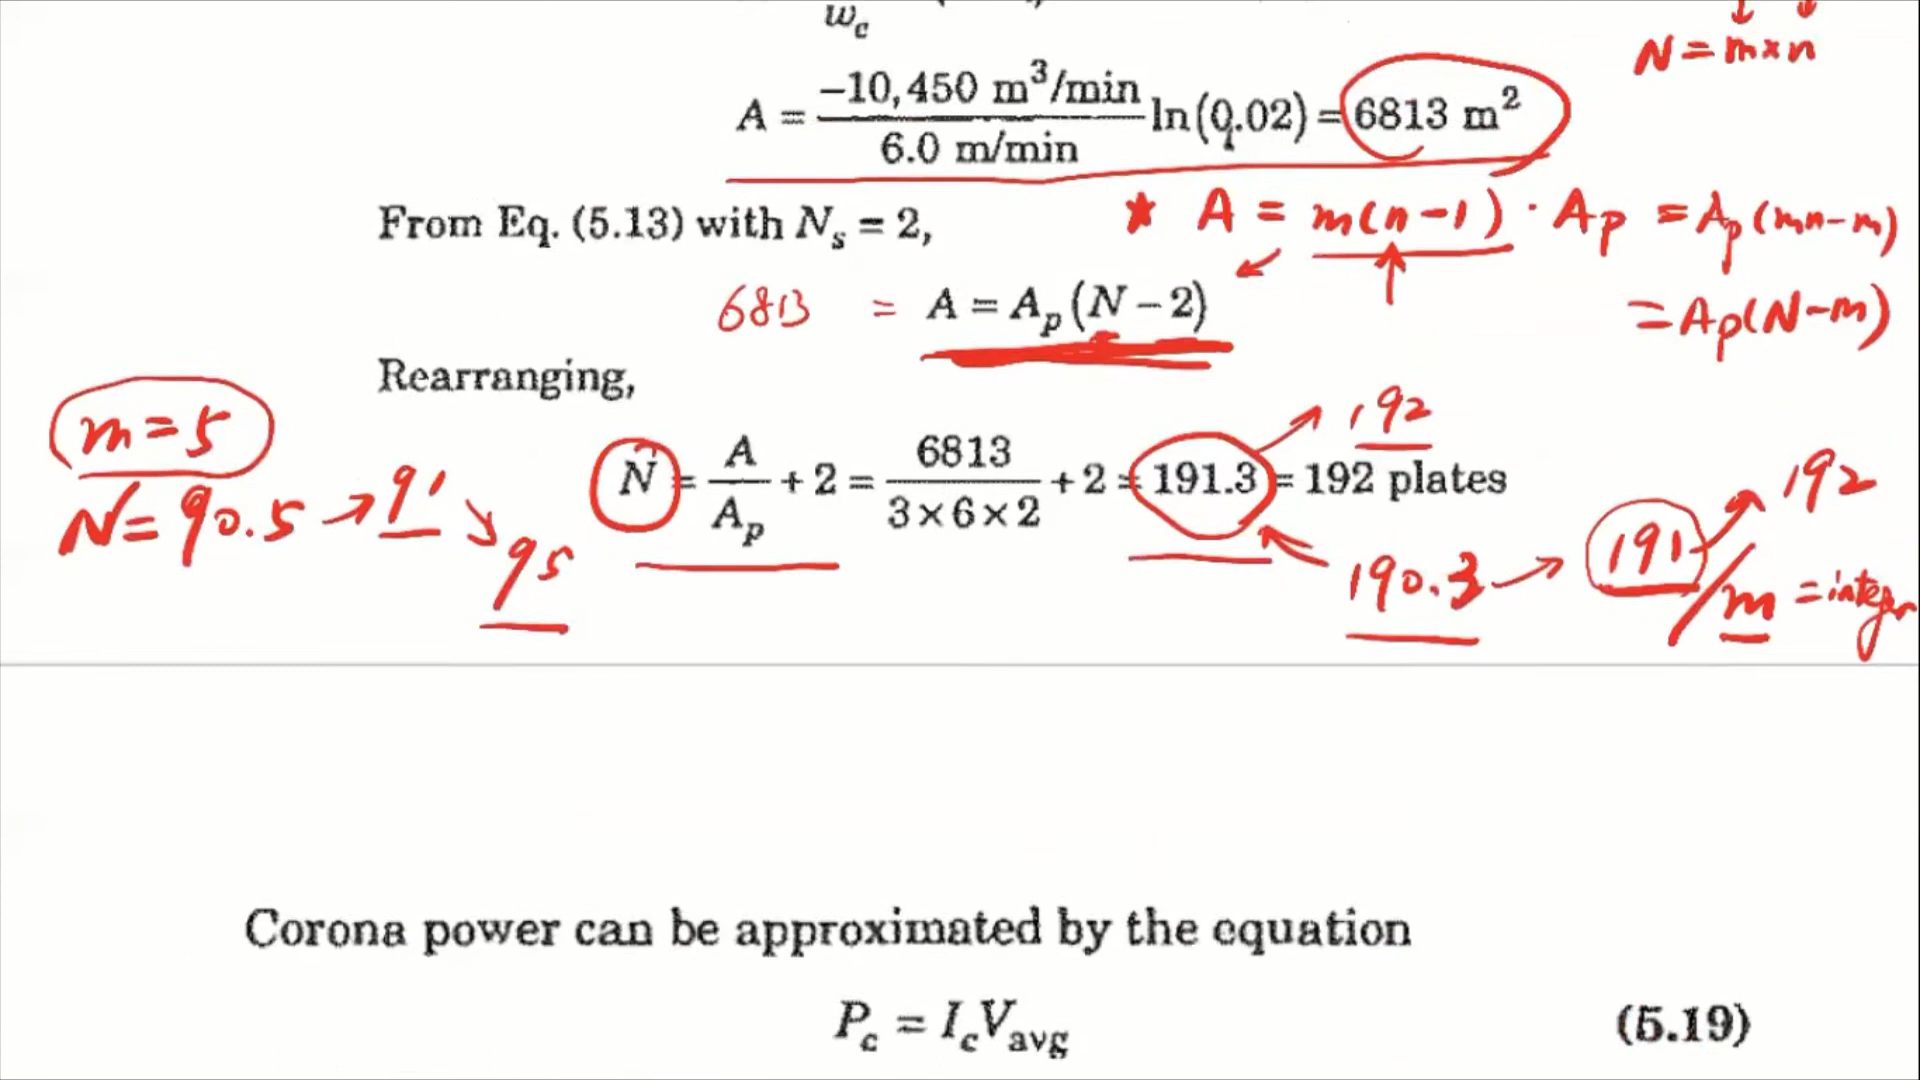 w_c
N = m×n
A = −10,450 m³/min / 6.0 m/min ln(0.02) = 6813 m²
From Eq. (5.13) with N_s = 2,
* A = m(n−1) · Ap = Ap(mn−m)
6813 = A = A_p (N − 2)
= Ap(N−m)
Rearranging,
m = 5
192
N = A / A_p + 2 = 6813 / 3×6×2 + 2 = 191.3 = 192 plates
192
N = 90.5 → 91
95
190.3 → 191 / m = integer
Corona power can be approximated by the equation
P_c = I_c V_avg (5.19)